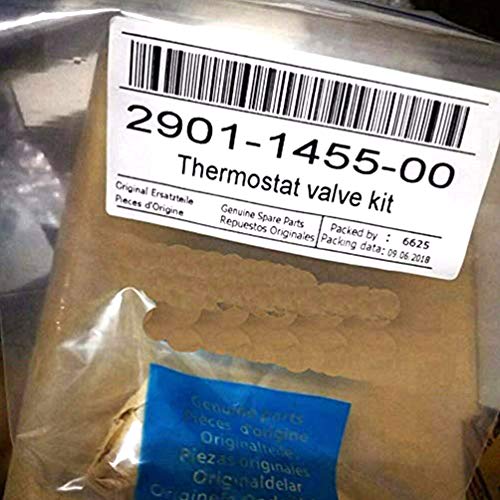 2901-1455-00
Thermostat valve kit
Original Ersatzteile
Pieces d'Origine
Genuine Spare Parts
Repuestos Originales
Packed by : 6625
Packing data: 09.06.2018
Genuine parts
Pièces d'origine
Originalteile
Piezas originales
Originaldelar